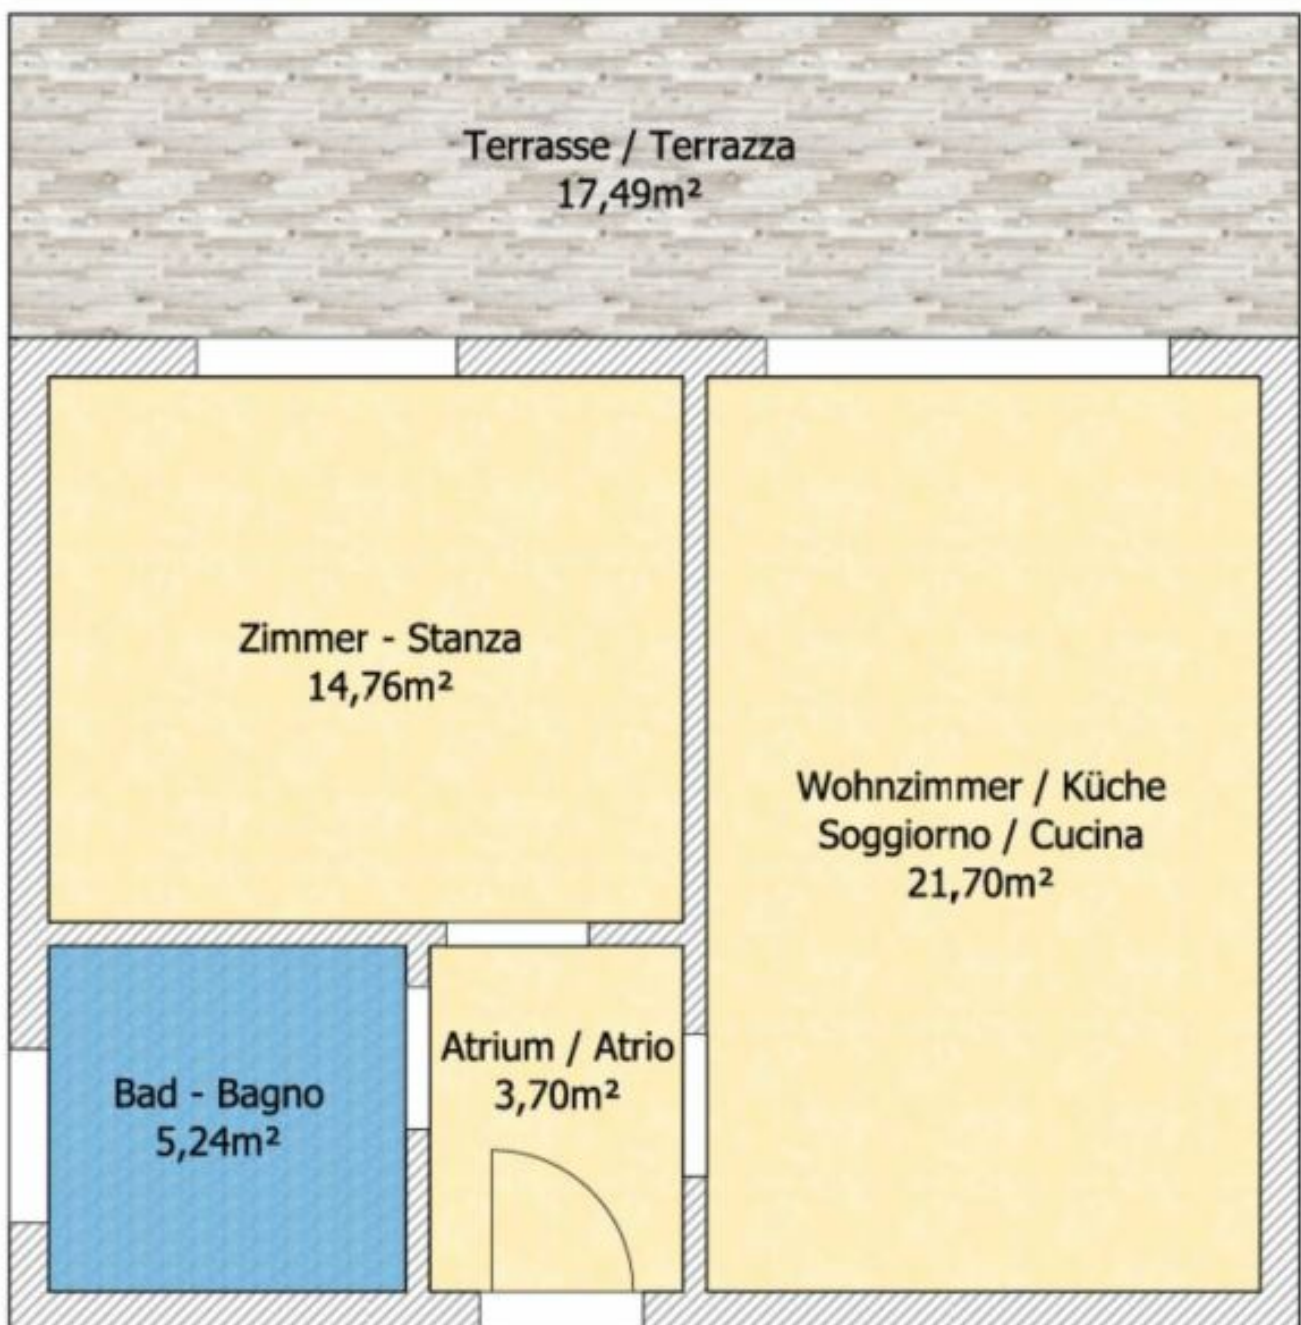 Terrasse / Terrazza
17,49m²
Zimmer - Stanza
14,76m²
Wohnzimmer / Küche
Soggiorno / Cucina
21,70m²
Atrium / Atrio
3,70m²
Bad - Bagno
5,24m²